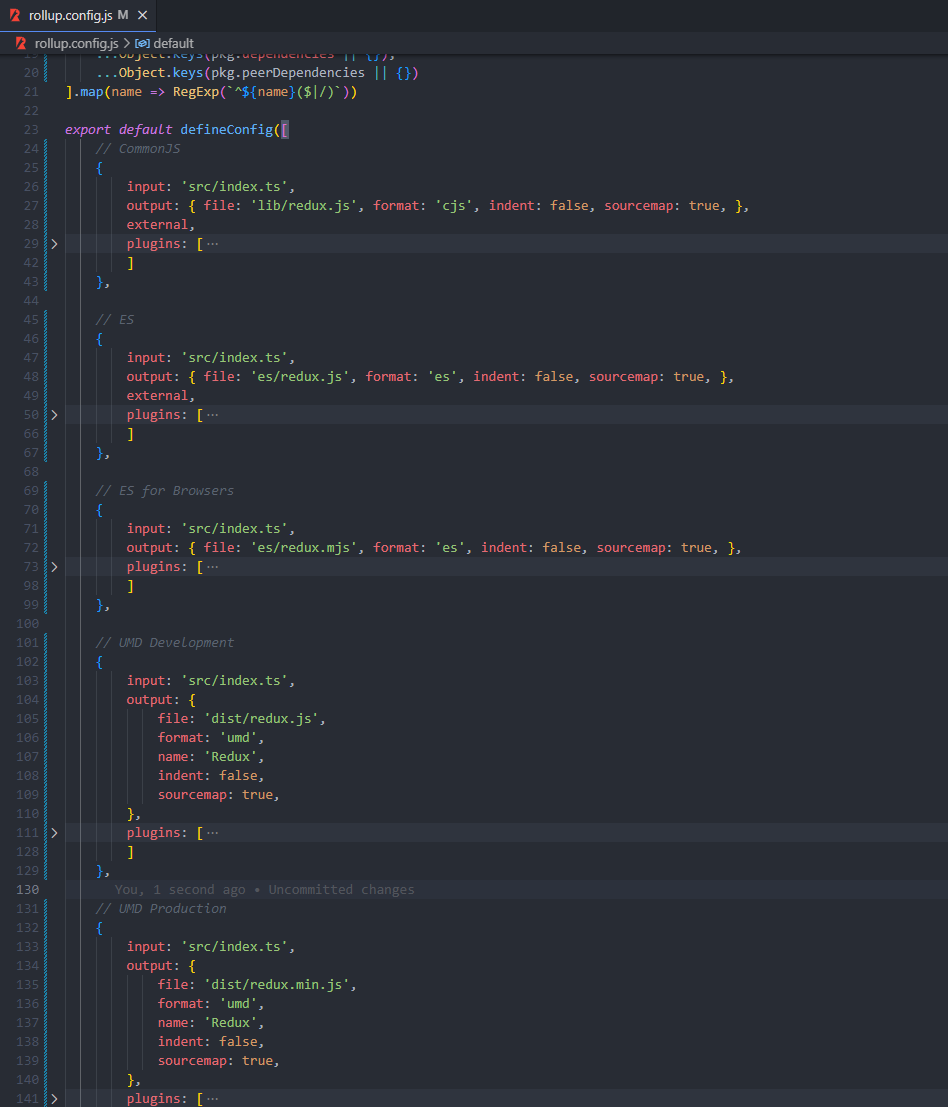 rollup.config.js M ×
rollup.config.js > default
19 ...Object.keys(pkg.dependencies || {}),
20 ...Object.keys(pkg.peerDependencies || {})
21 ].map(name => RegExp(`^${name}($|/)`))
22
23 export default defineConfig([
24 // CommonJS
25 {
26 input: 'src/index.ts',
27 output: { file: 'lib/redux.js', format: 'cjs', indent: false, sourcemap: true, },
28 external,
29 plugins: [ ···
42 ]
43 },
44
45 // ES
46 {
47 input: 'src/index.ts',
48 output: { file: 'es/redux.js', format: 'es', indent: false, sourcemap: true, },
49 external,
50 plugins: [ ···
66 ]
67 },
68
69 // ES for Browsers
70 {
71 input: 'src/index.ts',
72 output: { file: 'es/redux.mjs', format: 'es', indent: false, sourcemap: true, },
73 plugins: [ ···
98 ]
99 },
100
101 // UMD Development
102 {
103 input: 'src/index.ts',
104 output: {
105 file: 'dist/redux.js',
106 format: 'umd',
107 name: 'Redux',
108 indent: false,
109 sourcemap: true,
110 },
111 plugins: [ ···
128 ]
129 },
130 You, 1 second ago • Uncommitted changes
131 // UMD Production
132 {
133 input: 'src/index.ts',
134 output: {
135 file: 'dist/redux.min.js',
136 format: 'umd',
137 name: 'Redux',
138 indent: false,
139 sourcemap: true,
140 },
141 plugins: [ ···